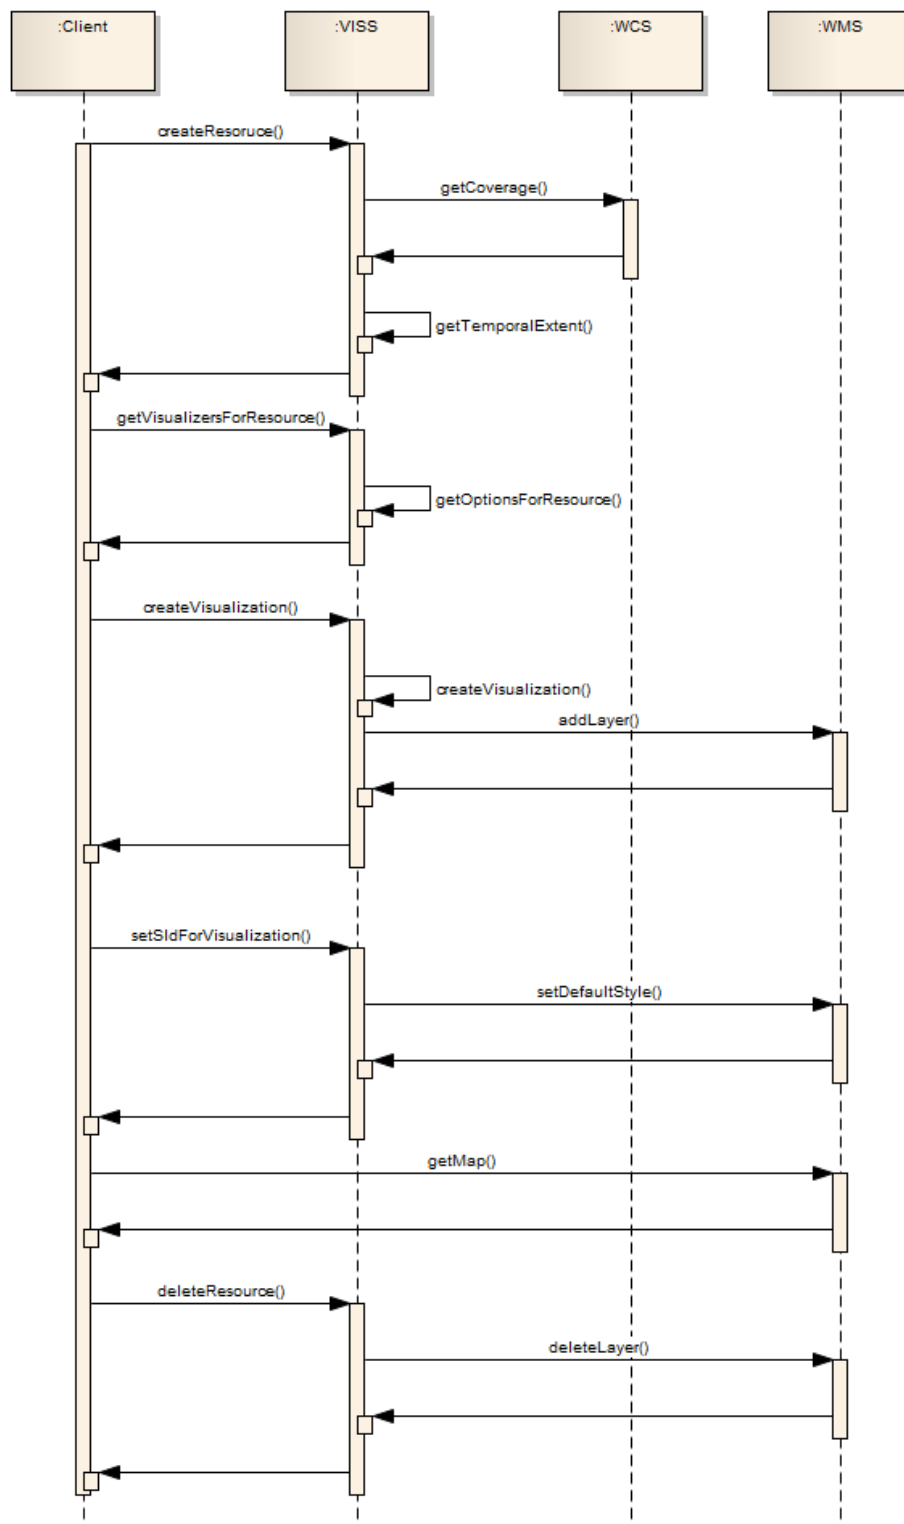 :Client
:VISS
:WCS
:WMS
createResoruce()
getCoverage()
getTemporalExtent()
getVisualizersForResource()
getOptionsForResource()
createVisualization()
createVisualization()
addLayer()
setSldForVisualization()
setDefaultStyle()
getMap()
deleteResource()
deleteLayer()